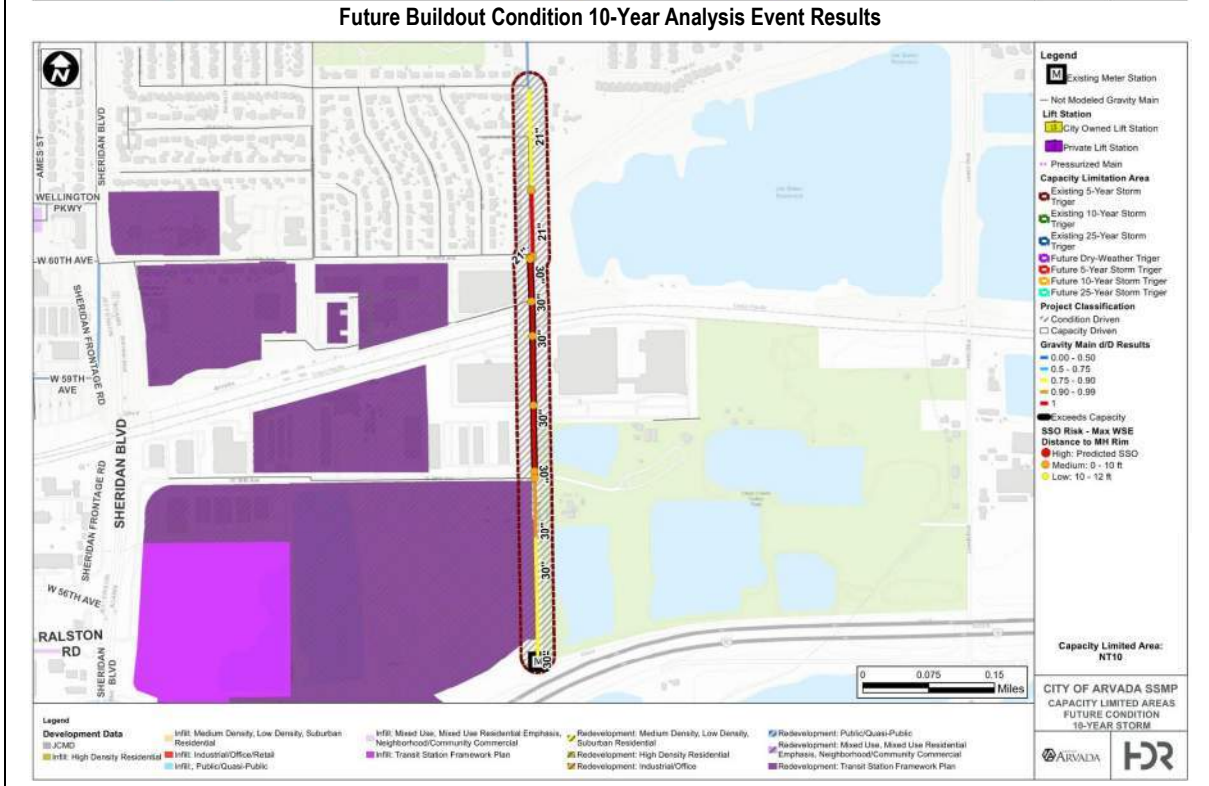 Future Buildout Condition 10-Year Analysis Event Results
N
AMES ST
SHERIDAN BLVD
WELLINGTON
PKWY
W 60TH AVE
SHERIDAN FRONTAGE RD
W 59TH
AVE
SHERIDAN BLVD
SHERIDAN FRONTAGE RD
W 56TH AVE
RALSTON
RD
SHERIDAN
BLVD
21"
21"
21"
30"
30"
30"
30"
30"
30"
30"
30"
M
0 0.075 0.15
Miles
Legend
M Existing Meter Station
Not Modeled Gravity Main
Lift Station
City Owned Lift Station
Private Lift Station
Pressurized Main
Capacity Limitation Area
Existing 5-Year Storm
Triger
Existing 10-Year Storm
Triger
Existing 25-Year Storm
Triger
Future Dry-Weather Triger
Future 5-Year Storm Triger
Future 10-Year Storm Triger
Future 25-Year Storm Triger
Project Classification
Condition Driven
Capacity Driven
Gravity Main d/D Results
0.00 - 0.50
0.5 - 0.75
0.75 - 0.90
0.90 - 0.99
1
Exceeds Capacity
SSO Risk - Max WSE
Distance to MH Rim
High: Predicted SSO
Medium: 0 - 10 ft
Low: 10 - 12 ft
Capacity Limited Area:
NT10
CITY OF ARVADA SSMP
CAPACITY LIMITED AREAS
FUTURE CONDITION
10-YEAR STORM
ARVADA
HDR
Legend
Development Data
JCMD
Infill: High Density Residential
Infill: Medium Density, Low Density, Suburban
Residential
Infill: Industrial/Office/Retail
Infill:, Public/Quasi-Public
Infill: Mixed Use, Mixed Use Residential Emphasis,
Neighborhood/Community Commercial
Infill: Transit Station Framework Plan
Redevelopment: Medium Density, Low Density,
Suburban Residential
Redevelopment: High Density Residential
Redevelopment: Industrial/Office
Redevelopment: Public/Quasi-Public
Redevelopment: Mixed Use, Mixed Use Residential
Emphasis, Neighborhood/Community Commercial
Redevelopment: Transit Station Framework Plan